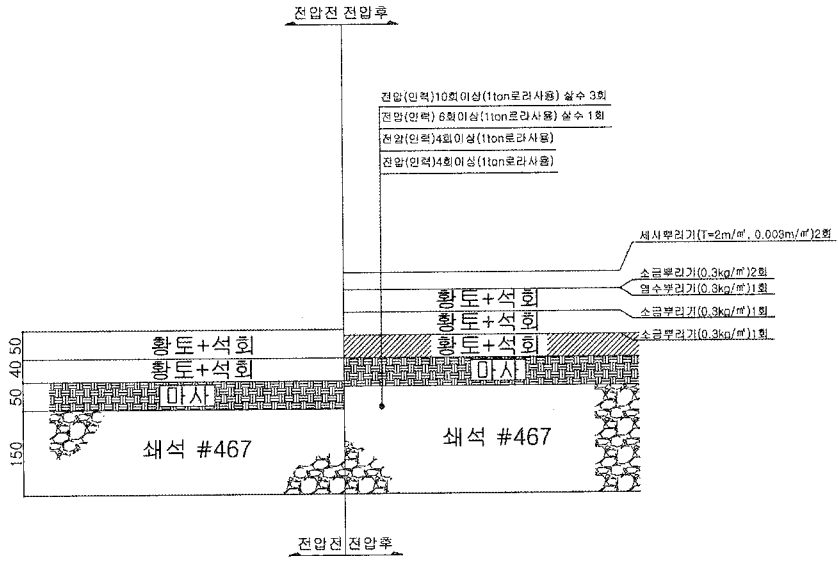 전압전 전압후
전압(인력)10회이상(1ton로라사용) 살수 3회
전압(인력) 6회이상(1ton로라사용) 살수 1회
전압(인력)4회이상(1ton로라사용)
전압(인력)4회이상(1ton로라사용)
세사뿌리기(T=2m/㎡, 0.003m/㎡)2회
소금뿌리기(0.3kg/㎡)2회
염수뿌리기(0.3kg/㎡)1회
황토+석회
소금뿌리기(0.3kg/㎡)1회
황토+석회
소금뿌리기(0.3kg/㎡)1회
50 황토+석회 황토+석회
40 황토+석회 마사
50 마사
150 쇄석 #467 쇄석 #467
전압전 전압후